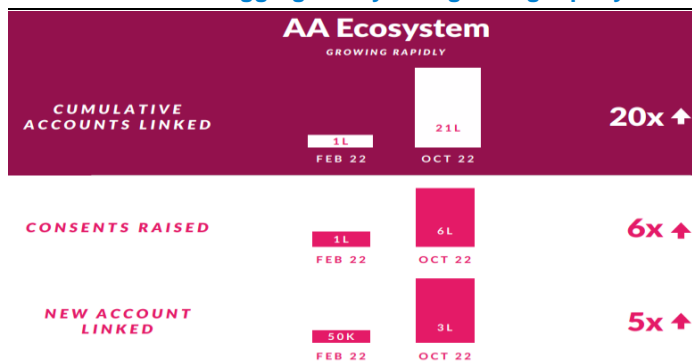 AA Ecosystem
GROWING RAPIDLY
CUMULATIVE
ACCOUNTS LINKED
1L
FEB 22
21L
OCT 22
20x
CONSENTS RAISED
1L
FEB 22
6L
OCT 22
6x
NEW ACCOUNT
LINKED
50K
FEB 22
3L
OCT 22
5x